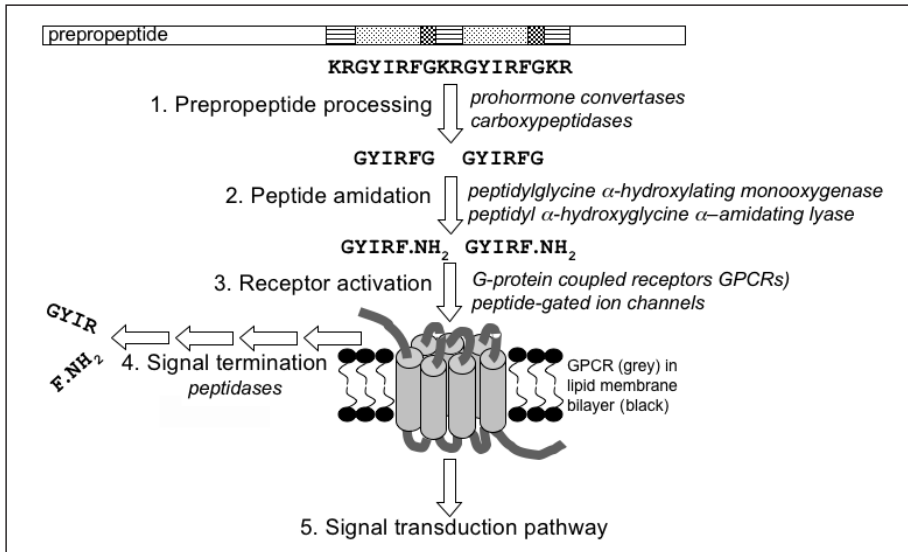 prepropeptide
KRGYIRFGKRGYIRFGKR
1. Prepropeptide processing
prohormone convertases
carboxypeptidases
GYIRFG GYIRFG
2. Peptide amidation
peptidylglycine α-hydroxylating monooxygenase
peptidyl α-hydroxyglycine α–amidating lyase
GYIRF.NH₂ GYIRF.NH₂
3. Receptor activation
G-protein coupled receptors GPCRs)
peptide-gated ion channels
GYIR
F.NH₂
4. Signal termination
peptidases
GPCR (grey) in
lipid membrane
bilayer (black)
5. Signal transduction pathway